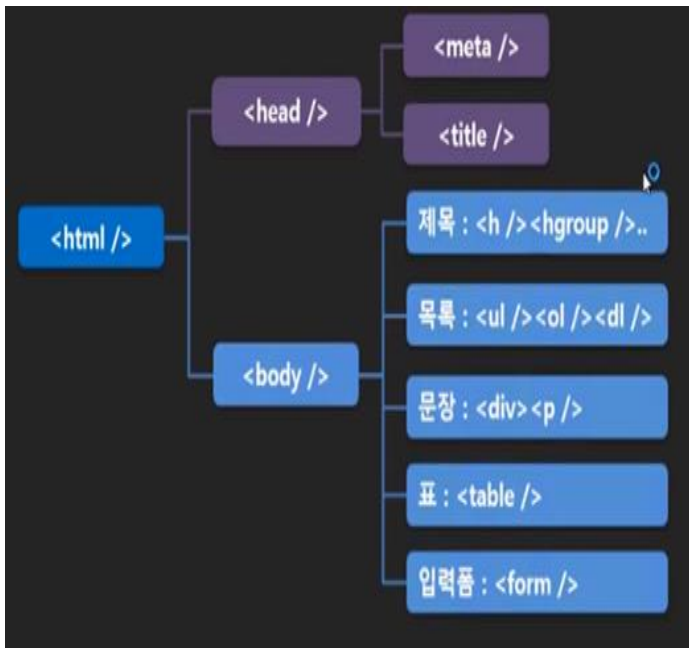 <html />
<head />
<meta />
<title />
<body />
제목 : <h /><hgroup />..
목록 : <ul /><ol /><dl />
문장 : <div><p />
표 : <table />
입력폼 : <form />